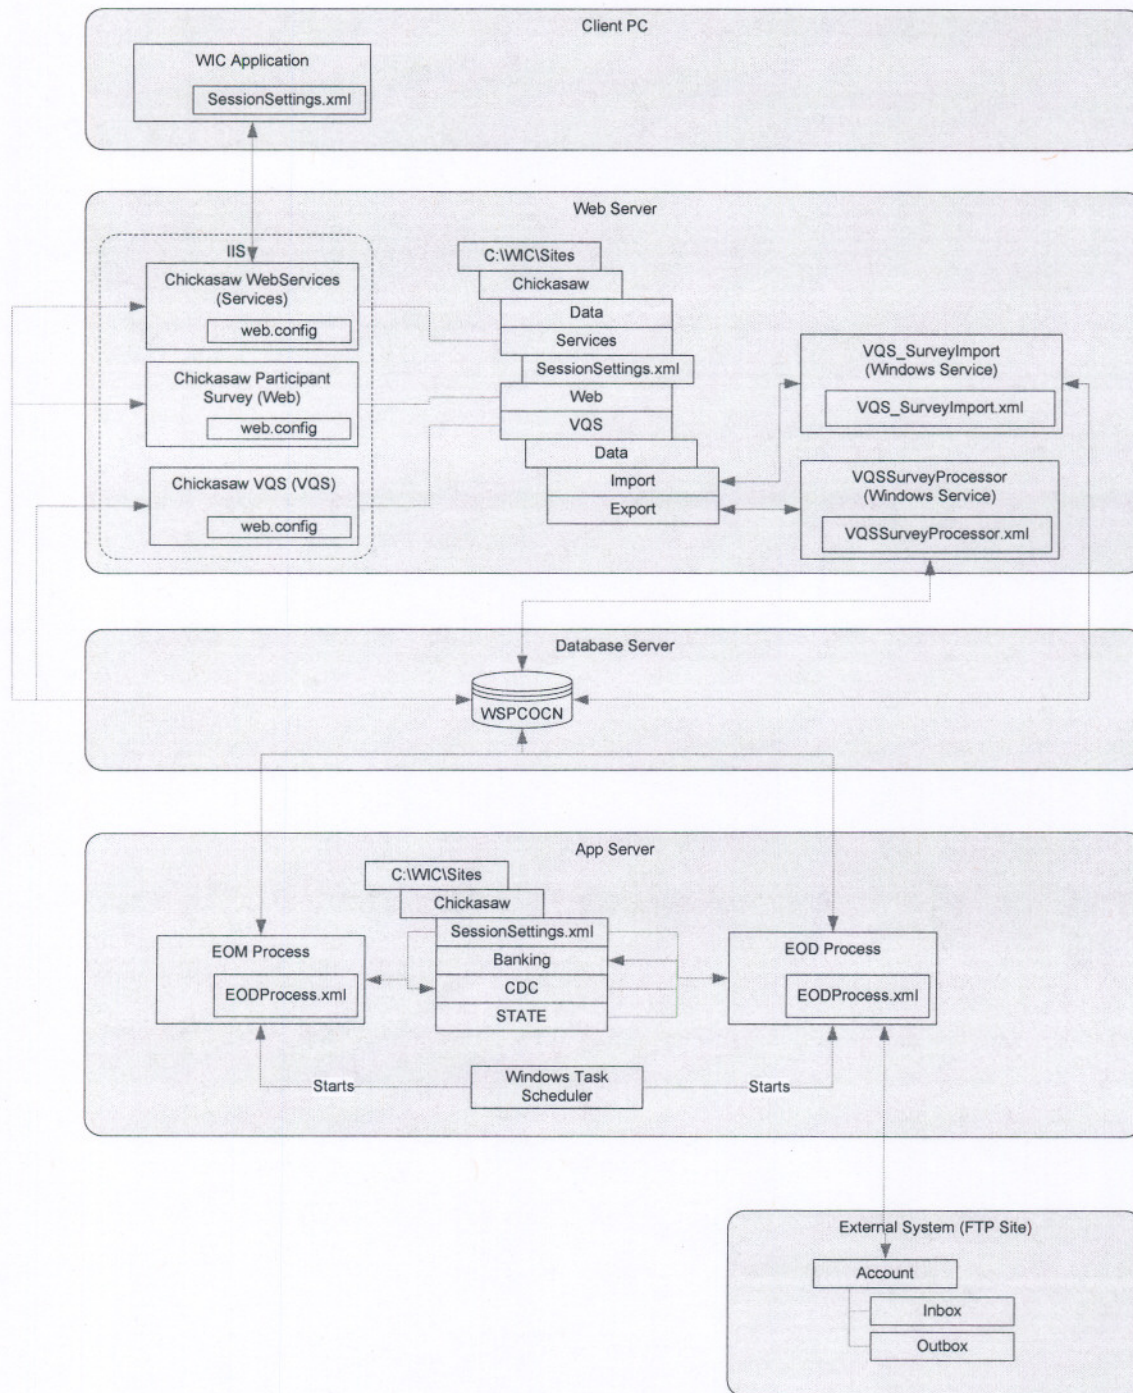 Client PC
WIC Application
SessionSettings.xml
Web Server
IIS
Chickasaw WebServices
(Services)
web.config
Chickasaw Participant
Survey (Web)
web.config
Chickasaw VQS (VQS)
web.config
C:\WIC\Sites
Chickasaw
Data
Services
SessionSettings.xml
Web
VQS
Data
Import
Export
VQS_SurveyImport
(Windows Service)
VQS_SurveyImport.xml
VQSSurveyProcessor
(Windows Service)
VQSSurveyProcessor.xml
Database Server
WSPCOCN
App Server
C:\WIC\Sites
Chickasaw
SessionSettings.xml
Banking
CDC
STATE
EOM Process
EODProcess.xml
EOD Process
EODProcess.xml
Starts
Windows Task
Scheduler
Starts
External System (FTP Site)
Account
Inbox
Outbox